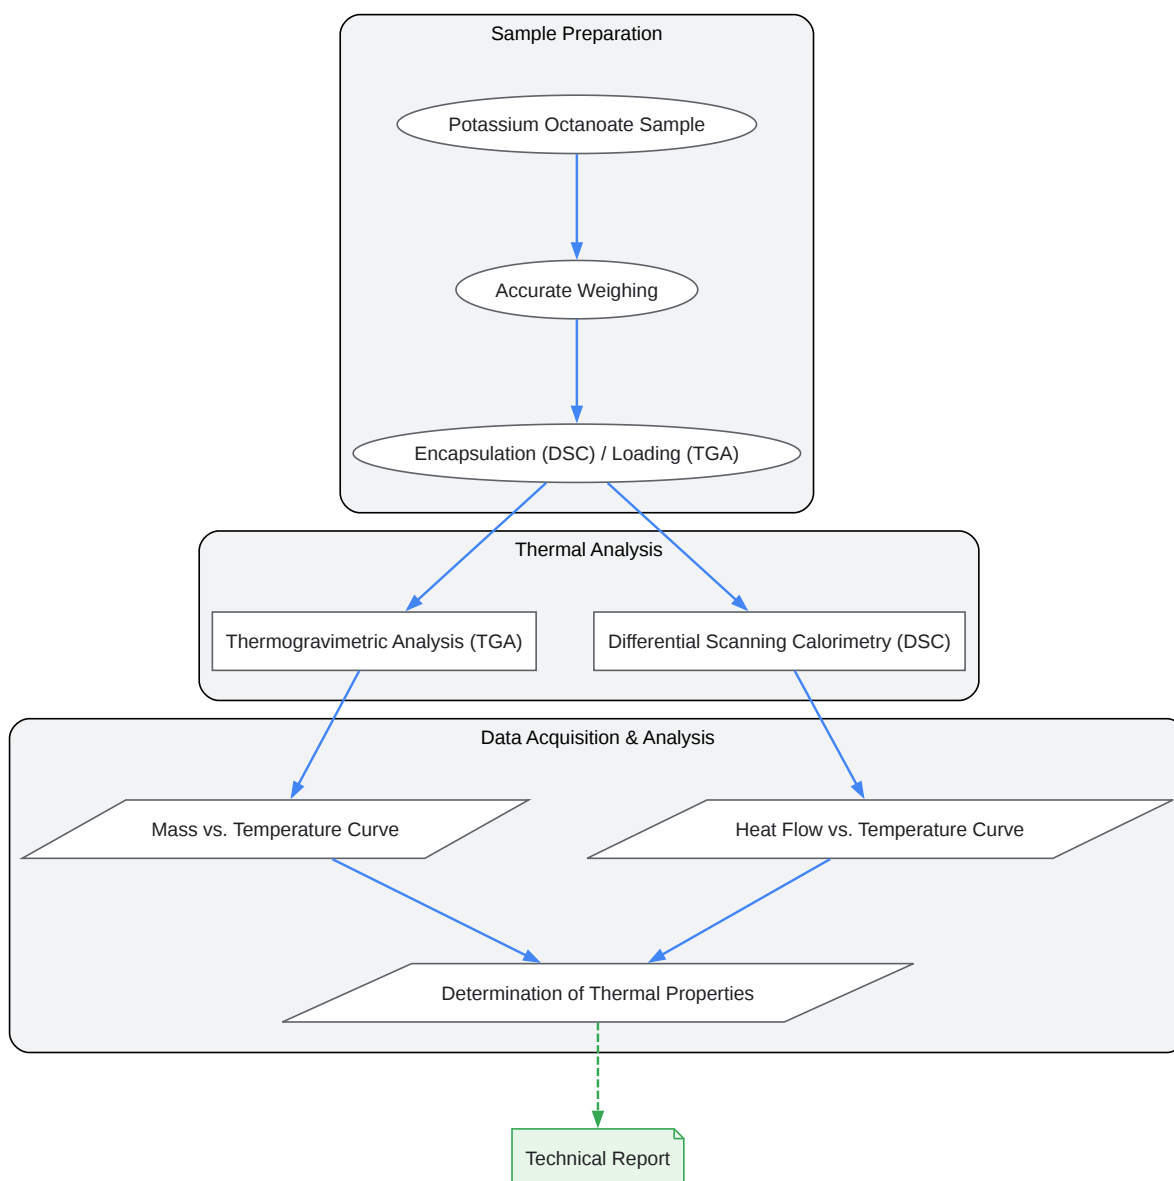 Sample Preparation
Potassium Octanoate Sample
Accurate Weighing
Encapsulation (DSC) / Loading (TGA)
Thermal Analysis
Thermogravimetric Analysis (TGA)
Differential Scanning Calorimetry (DSC)
Data Acquisition & Analysis
Mass vs. Temperature Curve
Heat Flow vs. Temperature Curve
Determination of Thermal Properties
Technical Report